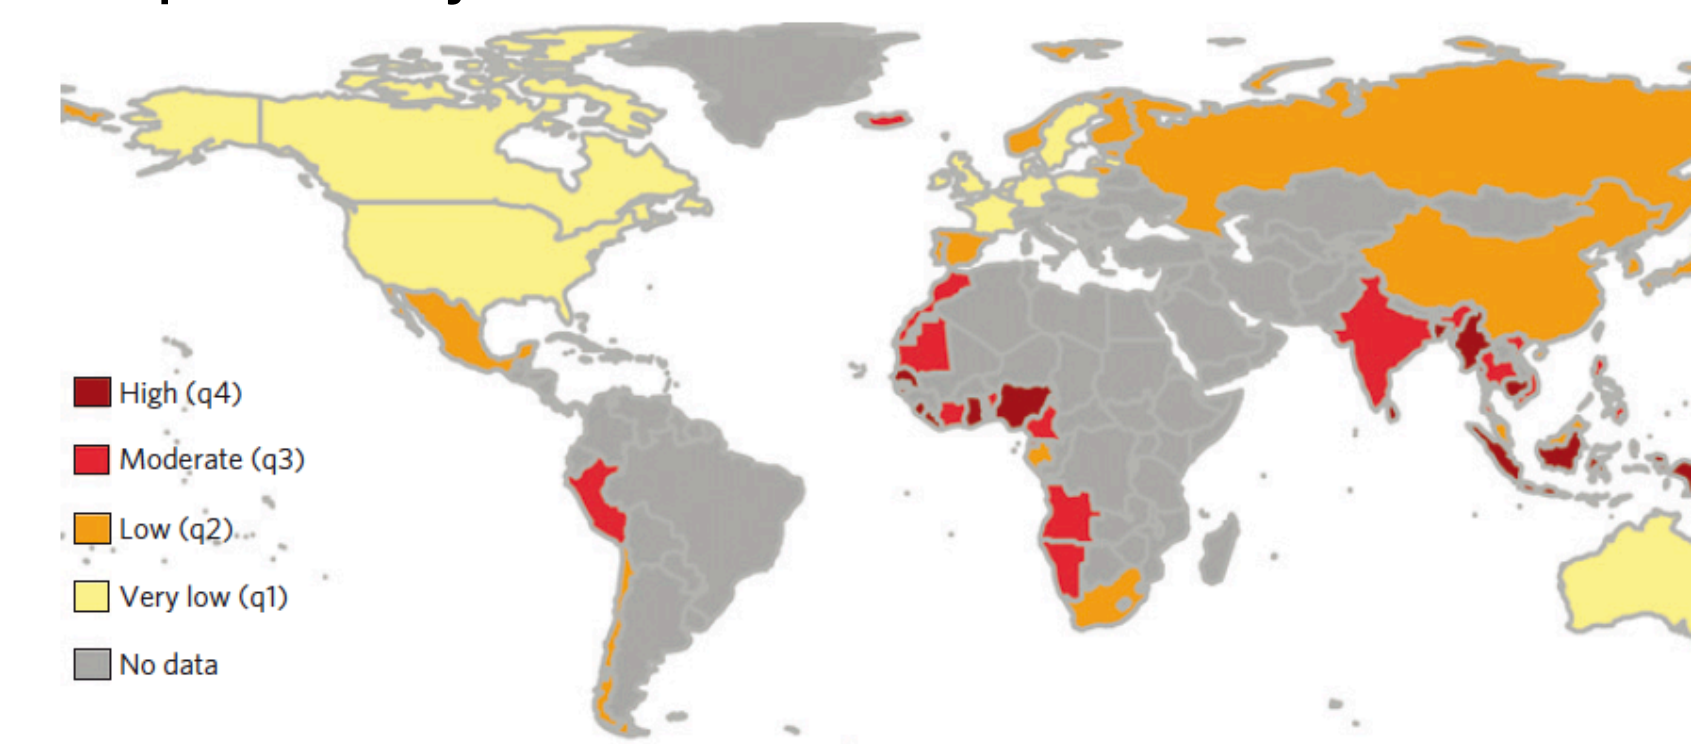 High (q4)
Moderate (q3)
Low (q2)
Very low (q1)
No data